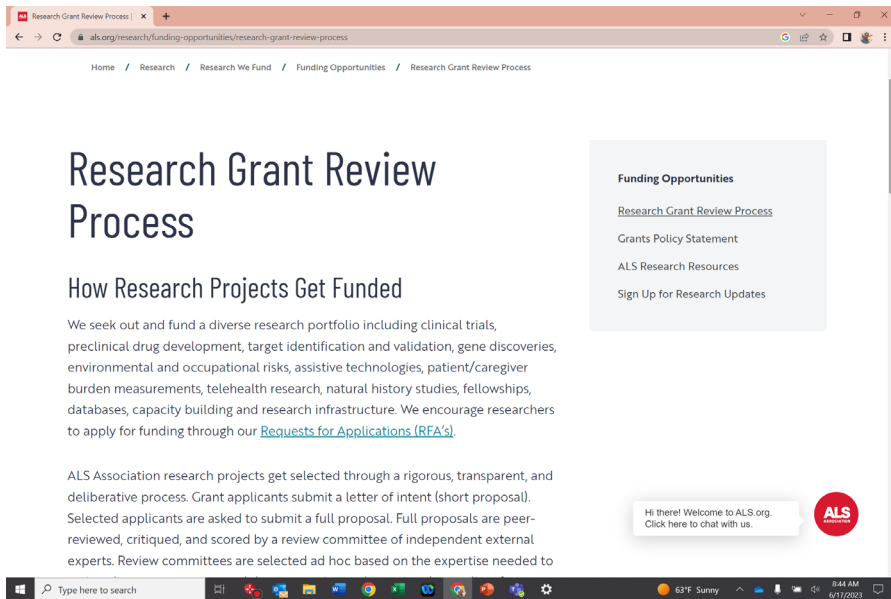 ALS
Research Grant Review Process |
als.org/research/funding-opportunities/research-grant-review-process
Home / Research / Research We Fund / Funding Opportunities / Research Grant Review Process
Research Grant Review
Process
How Research Projects Get Funded
We seek out and fund a diverse research portfolio including clinical trials,
preclinical drug development, target identification and validation, gene discoveries,
environmental and occupational risks, assistive technologies, patient/caregiver
burden measurements, telehealth research, natural history studies, fellowships,
databases, capacity building and research infrastructure. We encourage researchers
to apply for funding through our Requests for Applications (RFA's).
ALS Association research projects get selected through a rigorous, transparent, and
deliberative process. Grant applicants submit a letter of intent (short proposal).
Selected applicants are asked to submit a full proposal. Full proposals are peer-
reviewed, critiqued, and scored by a review committee of independent external
experts. Review committees are selected ad hoc based on the expertise needed to
Funding Opportunities
Research Grant Review Process
Grants Policy Statement
ALS Research Resources
Sign Up for Research Updates
Hi there! Welcome to ALS.org.
Click here to chat with us.
ALS
ASSOCIATION
Type here to search
63°F Sunny
8:44 AM
6/17/2023